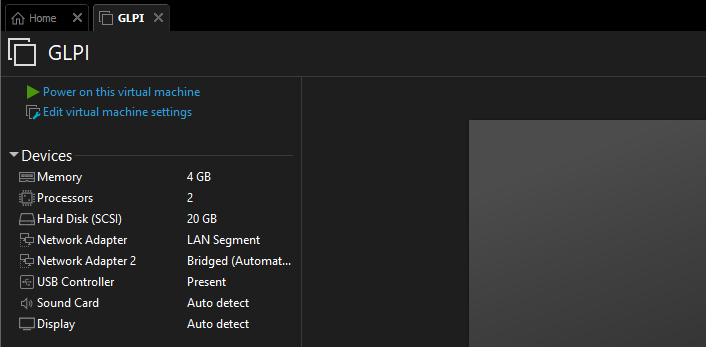 Home
GLPI
GLPI
Power on this virtual machine
Edit virtual machine settings
Devices
Memory 4 GB
Processors 2
Hard Disk (SCSI) 20 GB
Network Adapter LAN Segment
Network Adapter 2 Bridged (Automat...
USB Controller Present
Sound Card Auto detect
Display Auto detect